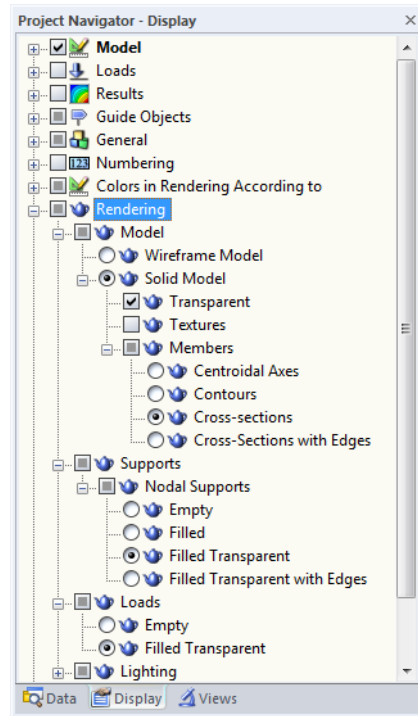 Project Navigator - Display
Model
Loads
Results
Guide Objects
General
123 Numbering
Colors in Rendering According to
Rendering
Model
Wireframe Model
Solid Model
Transparent
Textures
Members
Centroidal Axes
Contours
Cross-sections
Cross-Sections with Edges
Supports
Nodal Supports
Empty
Filled
Filled Transparent
Filled Transparent with Edges
Loads
Empty
Filled Transparent
Lighting
Data Display Views